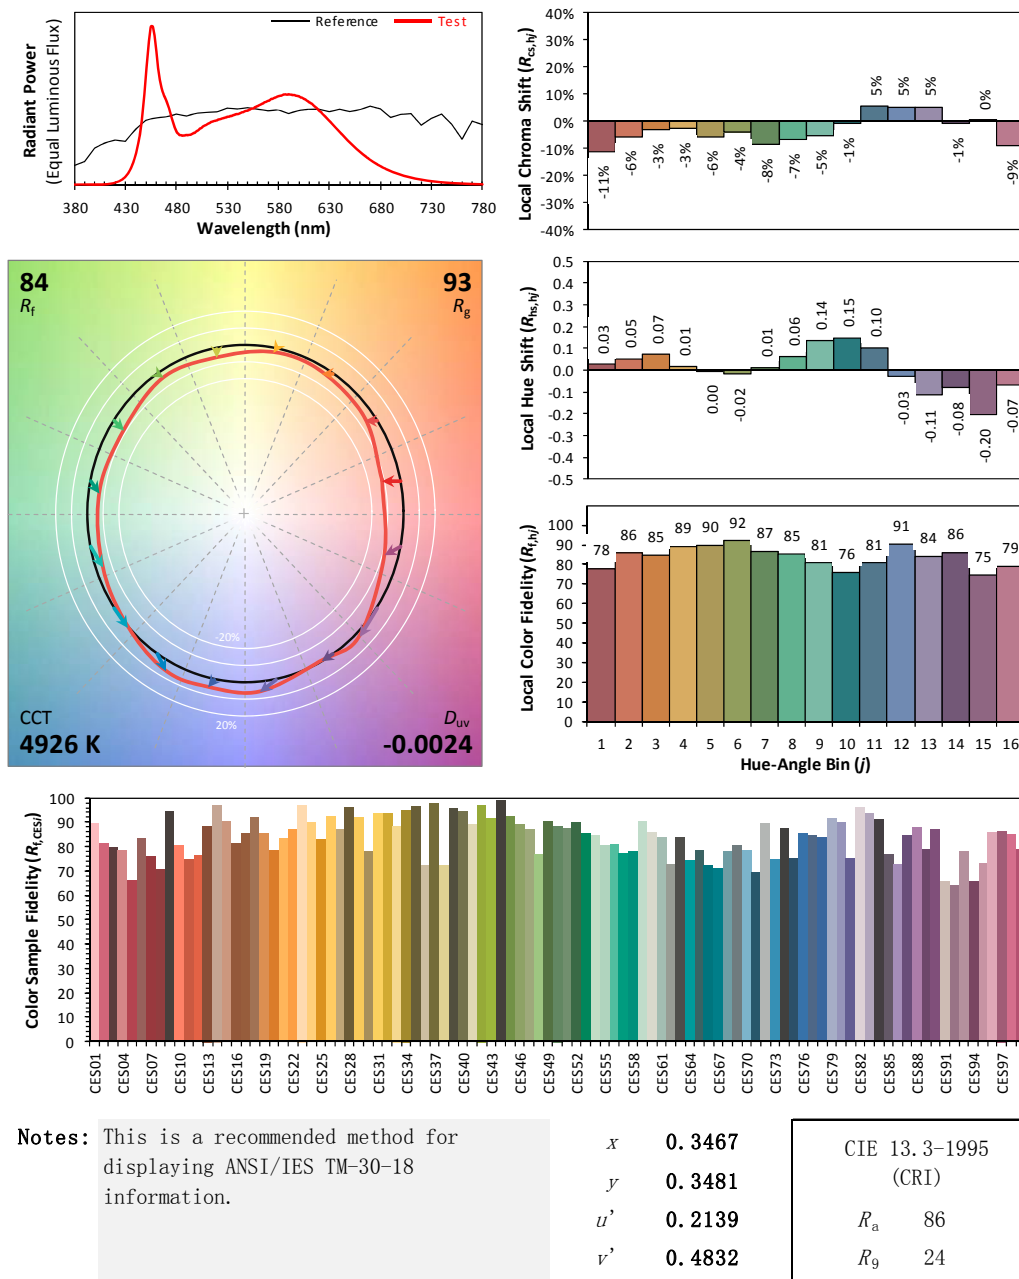 Reference
Test
Radiant Power
(Equal Luminous Flux)
380 430 480 530 580 630 680 730 780
Wavelength (nm)
Local Chroma Shift (Rcs,hj)
40%
30%
20%
10%
0%
-10%
-20%
-30%
-40%
-11% -6% -3% -3% -6% -4% -8% -7% -5% -1% 5% 5% 5% -1% 0% -9%
84
Rf
93
Rg
-20%
20%
CCT
4926 K
Duv
-0.0024
Local Hue Shift (Rhs,hj)
0.5
0.4
0.3
0.2
0.1
0.0
-0.1
-0.2
-0.3
-0.4
-0.5
0.03 0.05 0.07 0.01 0.00 -0.02 0.01 0.06 0.14 0.15 0.10 -0.03 -0.11 -0.08 -0.20 -0.07
Local Color Fidelity (Rf,hj)
100
90
80
70
60
50
40
30
20
10
0
78 86 85 89 90 92 87 85 81 76 81 91 84 86 75 79
1 2 3 4 5 6 7 8 9 10 11 12 13 14 15 16
Hue-Angle Bin (j)
Color Sample Fidelity (Rf,CESi)
100
90
80
70
60
50
40
30
20
10
0
CES01 CES04 CES07 CES10 CES13 CES16 CES19 CES22 CES25 CES28 CES31 CES34 CES37 CES40 CES43 CES46 CES49 CES52 CES55 CES58 CES61 CES64 CES67 CES70 CES73 CES76 CES79 CES82 CES85 CES88 CES91 CES94 CES97
Notes: This is a recommended method for
displaying ANSI/IES TM-30-18
information.
x 0.3467
y 0.3481
u' 0.2139
v' 0.4832
CIE 13.3-1995
(CRI)
Ra 86
R9 24